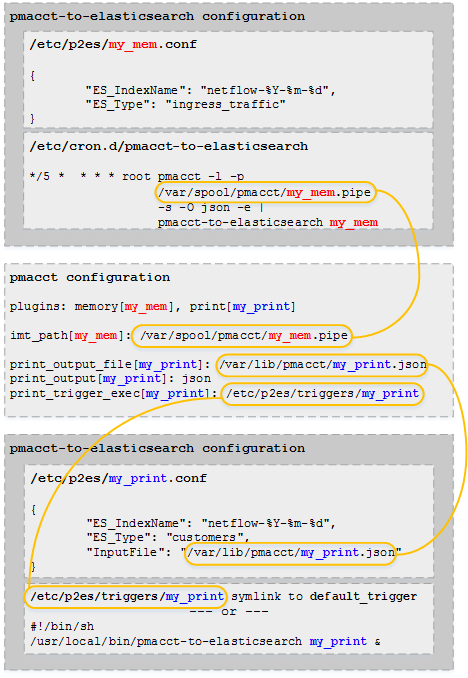 pmacct-to-elasticsearch configuration
/etc/p2es/my_mem.conf
{
"ES_IndexName": "netflow-%Y-%m-%d",
"ES_Type": "ingress_traffic"
}
/etc/cron.d/pmacct-to-elasticsearch
*/5 * * * * root pmacct -l -p
/var/spool/pmacct/my_mem.pipe
-s -O json -e |
pmacct-to-elasticsearch my_mem
pmacct configuration
plugins: memory[my_mem], print[my_print]
imt_path[my_mem]: /var/spool/pmacct/my_mem.pipe
print_output_file[my_print]: /var/lib/pmacct/my_print.json
print_output[my_print]: json
print_trigger_exec[my_print]: /etc/p2es/triggers/my_print
pmacct-to-elasticsearch configuration
/etc/p2es/my_print.conf
{
"ES_IndexName": "netflow-%Y-%m-%d",
"ES_Type": "customers",
"InputFile": "/var/lib/pmacct/my_print.json"
}
/etc/p2es/triggers/my_print symlink to default_trigger
--- or ---
#!/bin/sh
/usr/local/bin/pmacct-to-elasticsearch my_print &